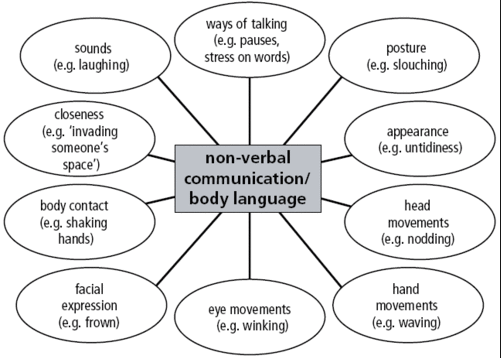 ways of talking
(e.g. pauses,
stress on words)
sounds
(e.g. laughing)
posture
(e.g. slouching)
closeness
(e.g. 'invading
someone's
space')
appearance
(e.g. untidiness)
non-verbal
communication/
body language
body contact
(e.g. shaking
hands)
head
movements
(e.g. nodding)
facial
expression
(e.g. frown)
eye movements
(e.g. winking)
hand
movements
(e.g. waving)